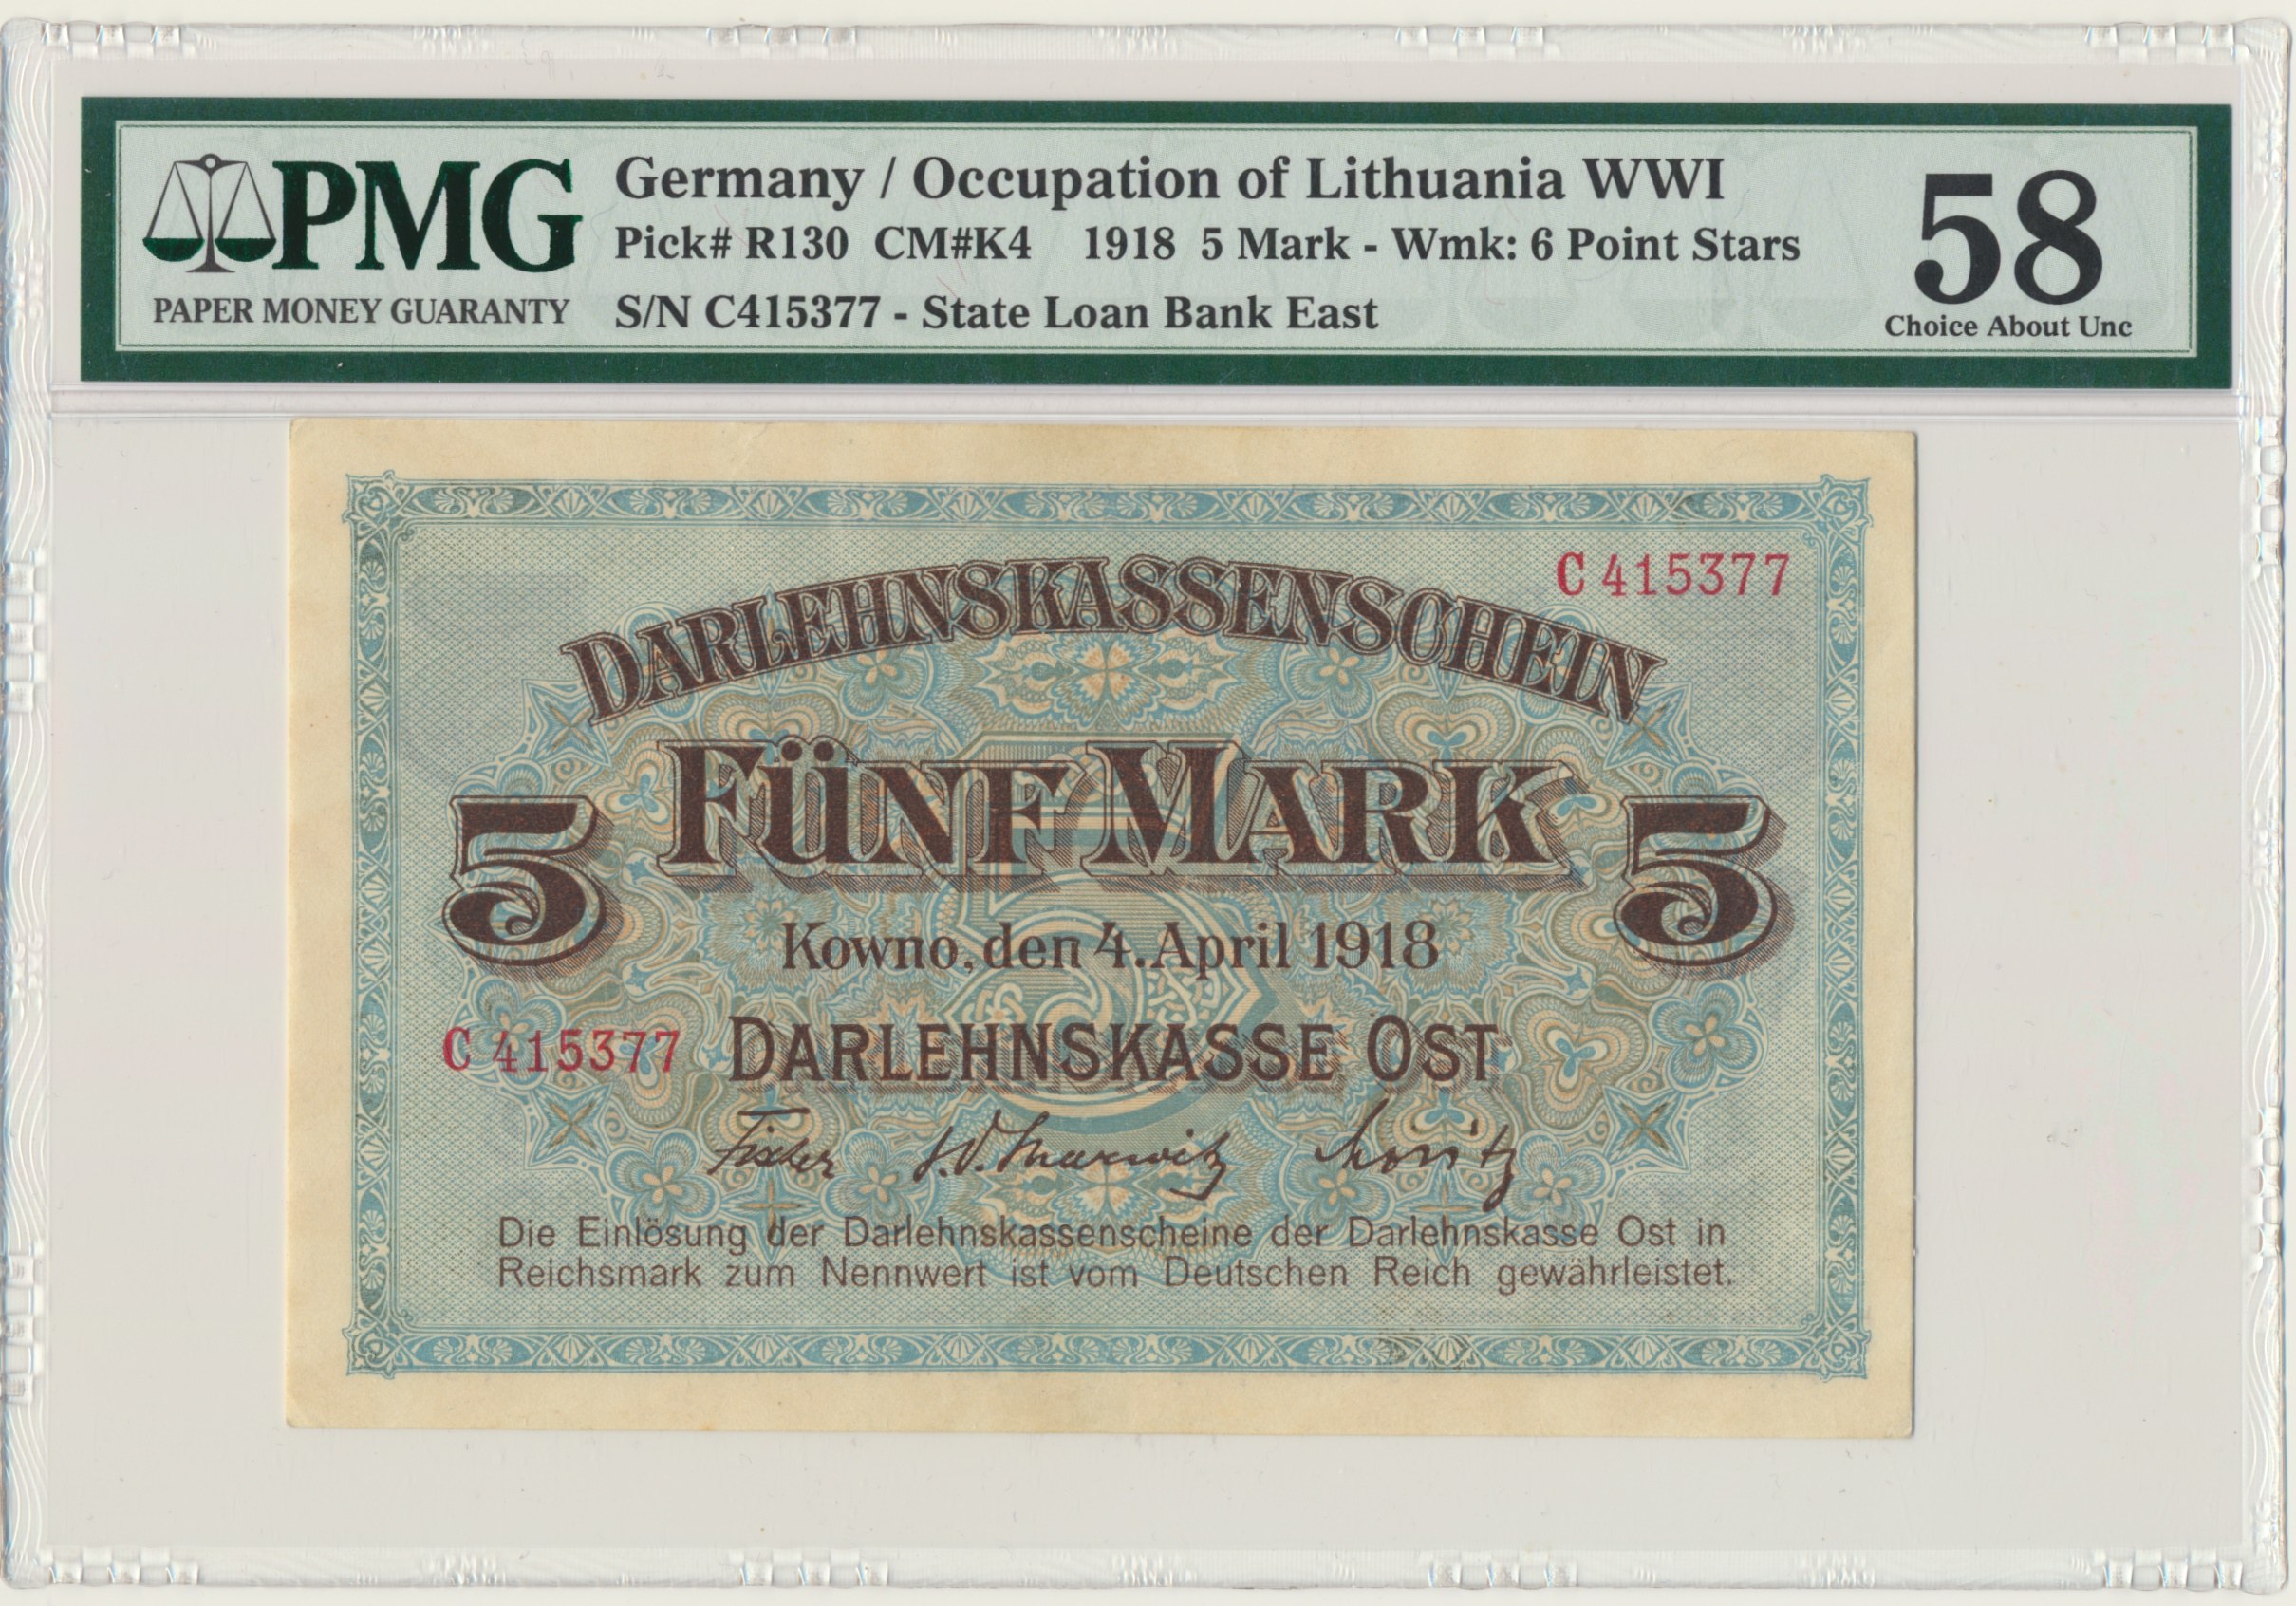 PMG
PAPER MONEY GUARANTY
Germany / Occupation of Lithuania WWI
Pick# R130 CM#K4 1918 5 Mark - Wmk: 6 Point Stars
S/N C415377 - State Loan Bank East
58
Choice About Unc
C 415377
DARLEHNSKASSENSCHEIN
5 FÜNF MARK 5
Kowno, den 4. April 1918
C 415377 DARLEHNSKASSE OST
Fischer
Die Einlösung der Darlehnskassenscheine der Darlehnskasse Ost in
Reichsmark zum Nennwert ist vom Deutschen Reich gewährleistet.